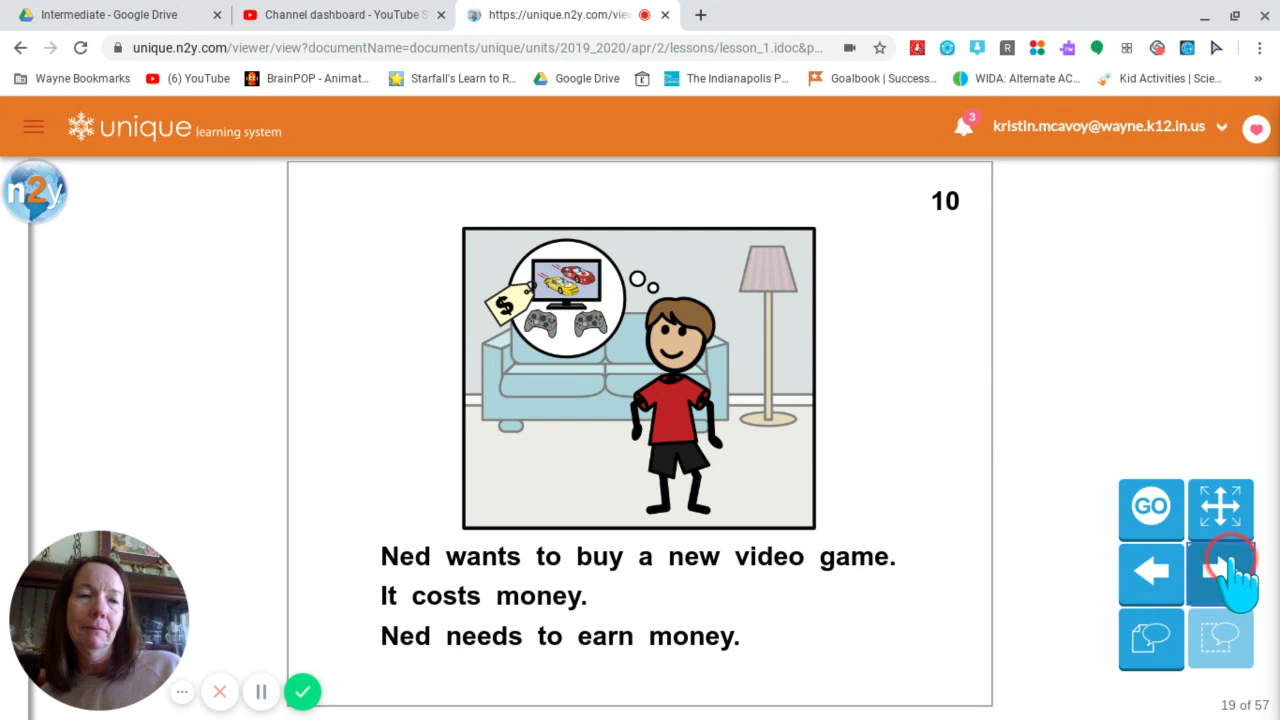 Intermediate - Google Drive
Channel dashboard - YouTube S
https://unique.n2y.com/view
unique.n2y.com/viewer/view?documentName=documents/unique/units/2019_2020/apr/2/lessons/lesson_1.idoc&p...
Wayne Bookmarks
(6) YouTube
BrainPOP - Animat...
Starfall's Learn to R...
Google Drive
The Indianapolis P...
Goalbook | Success...
WIDA: Alternate AC...
Kid Activities | Scie...
»
unique learning system
3
kristin.mcavoy@wayne.k12.in.us
n2y
10
$
Ned wants to buy a new video game.
It costs money.
Ned needs to earn money.
GO
19 of 57